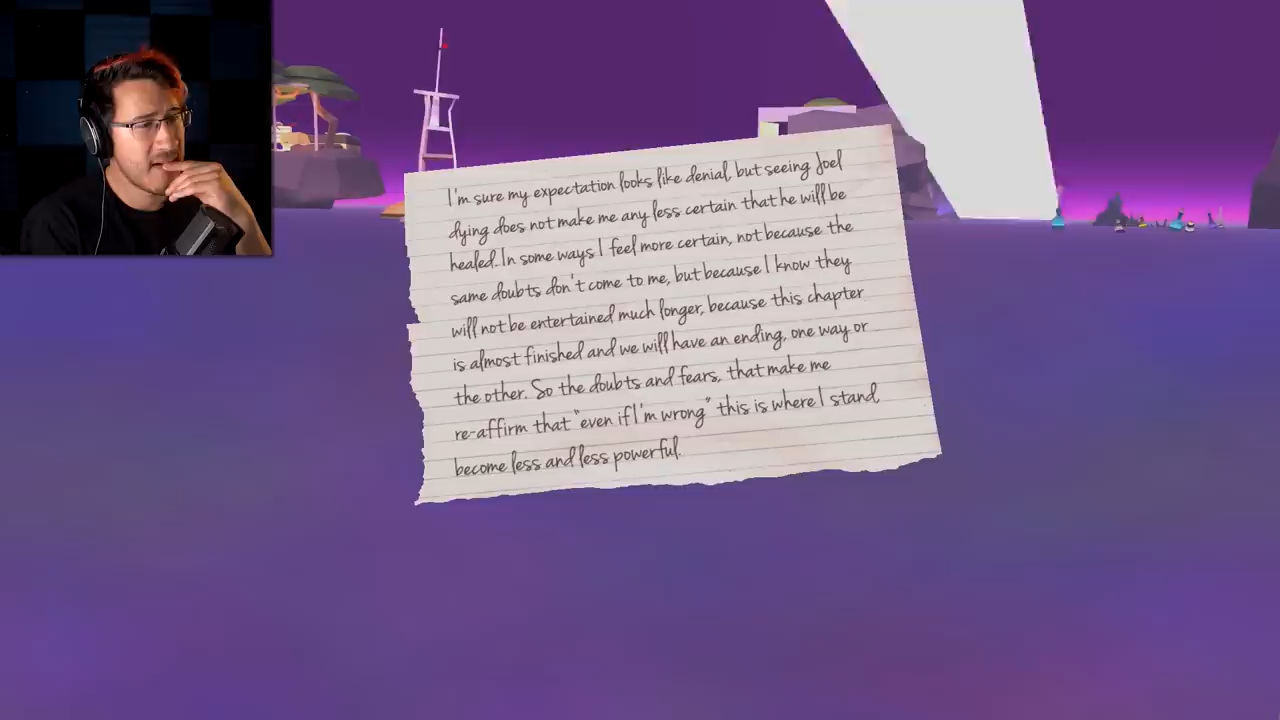 I'm sure my expectation looks like denial, but seeing Joel
dying does not make me any less certain that he will be
healed. In some ways I feel more certain, not because the
same doubts don't come to me, but because I know they
will not be entertained much longer, because this chapter
is almost finished and we will have an ending, one way or
the other. So the doubts and fears, that make me
re-affirm that "even if I'm wrong" this is where I stand
become less and less powerful.